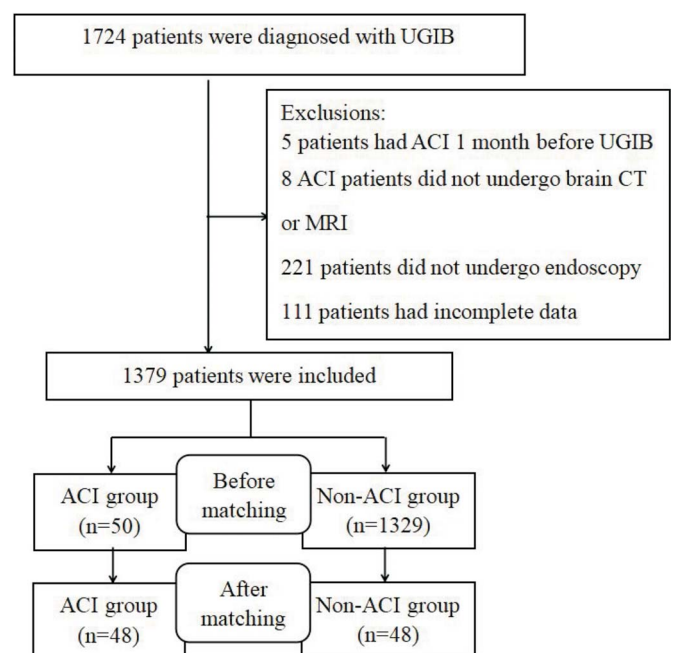 1724 patients were diagnosed with UGIB
Exclusions:
5 patients had ACI 1 month before UGIB
8 ACI patients did not undergo brain CT
or MRI
221 patients did not undergo endoscopy
111 patients had incomplete data
1379 patients were included
ACI group
(n=50)
Before
matching
Non-ACI group
(n=1329)
ACI group
(n=48)
After
matching
Non-ACI group
(n=48)